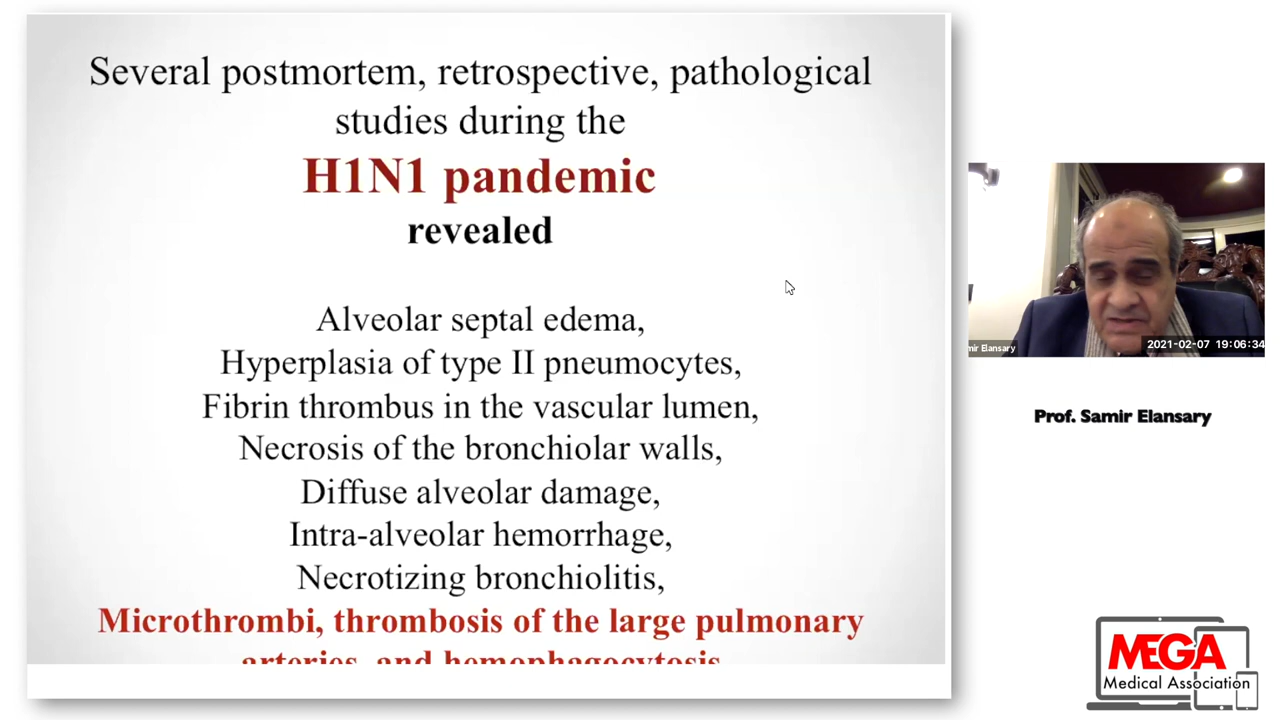 Several postmortem, retrospective, pathological
studies during the
H1N1 pandemic
revealed
Alveolar septal edema,
Hyperplasia of type II pneumocytes,
Fibrin thrombus in the vascular lumen,
Necrosis of the bronchiolar walls,
Diffuse alveolar damage,
Intra-alveolar hemorrhage,
Necrotizing bronchiolitis,
Microthrombi, thrombosis of the large pulmonary
arteries, and hemophagocytosis
mir Elansary
2021-02-07 19:06:34
Prof. Samir Elansary
MEGA
Medical Association